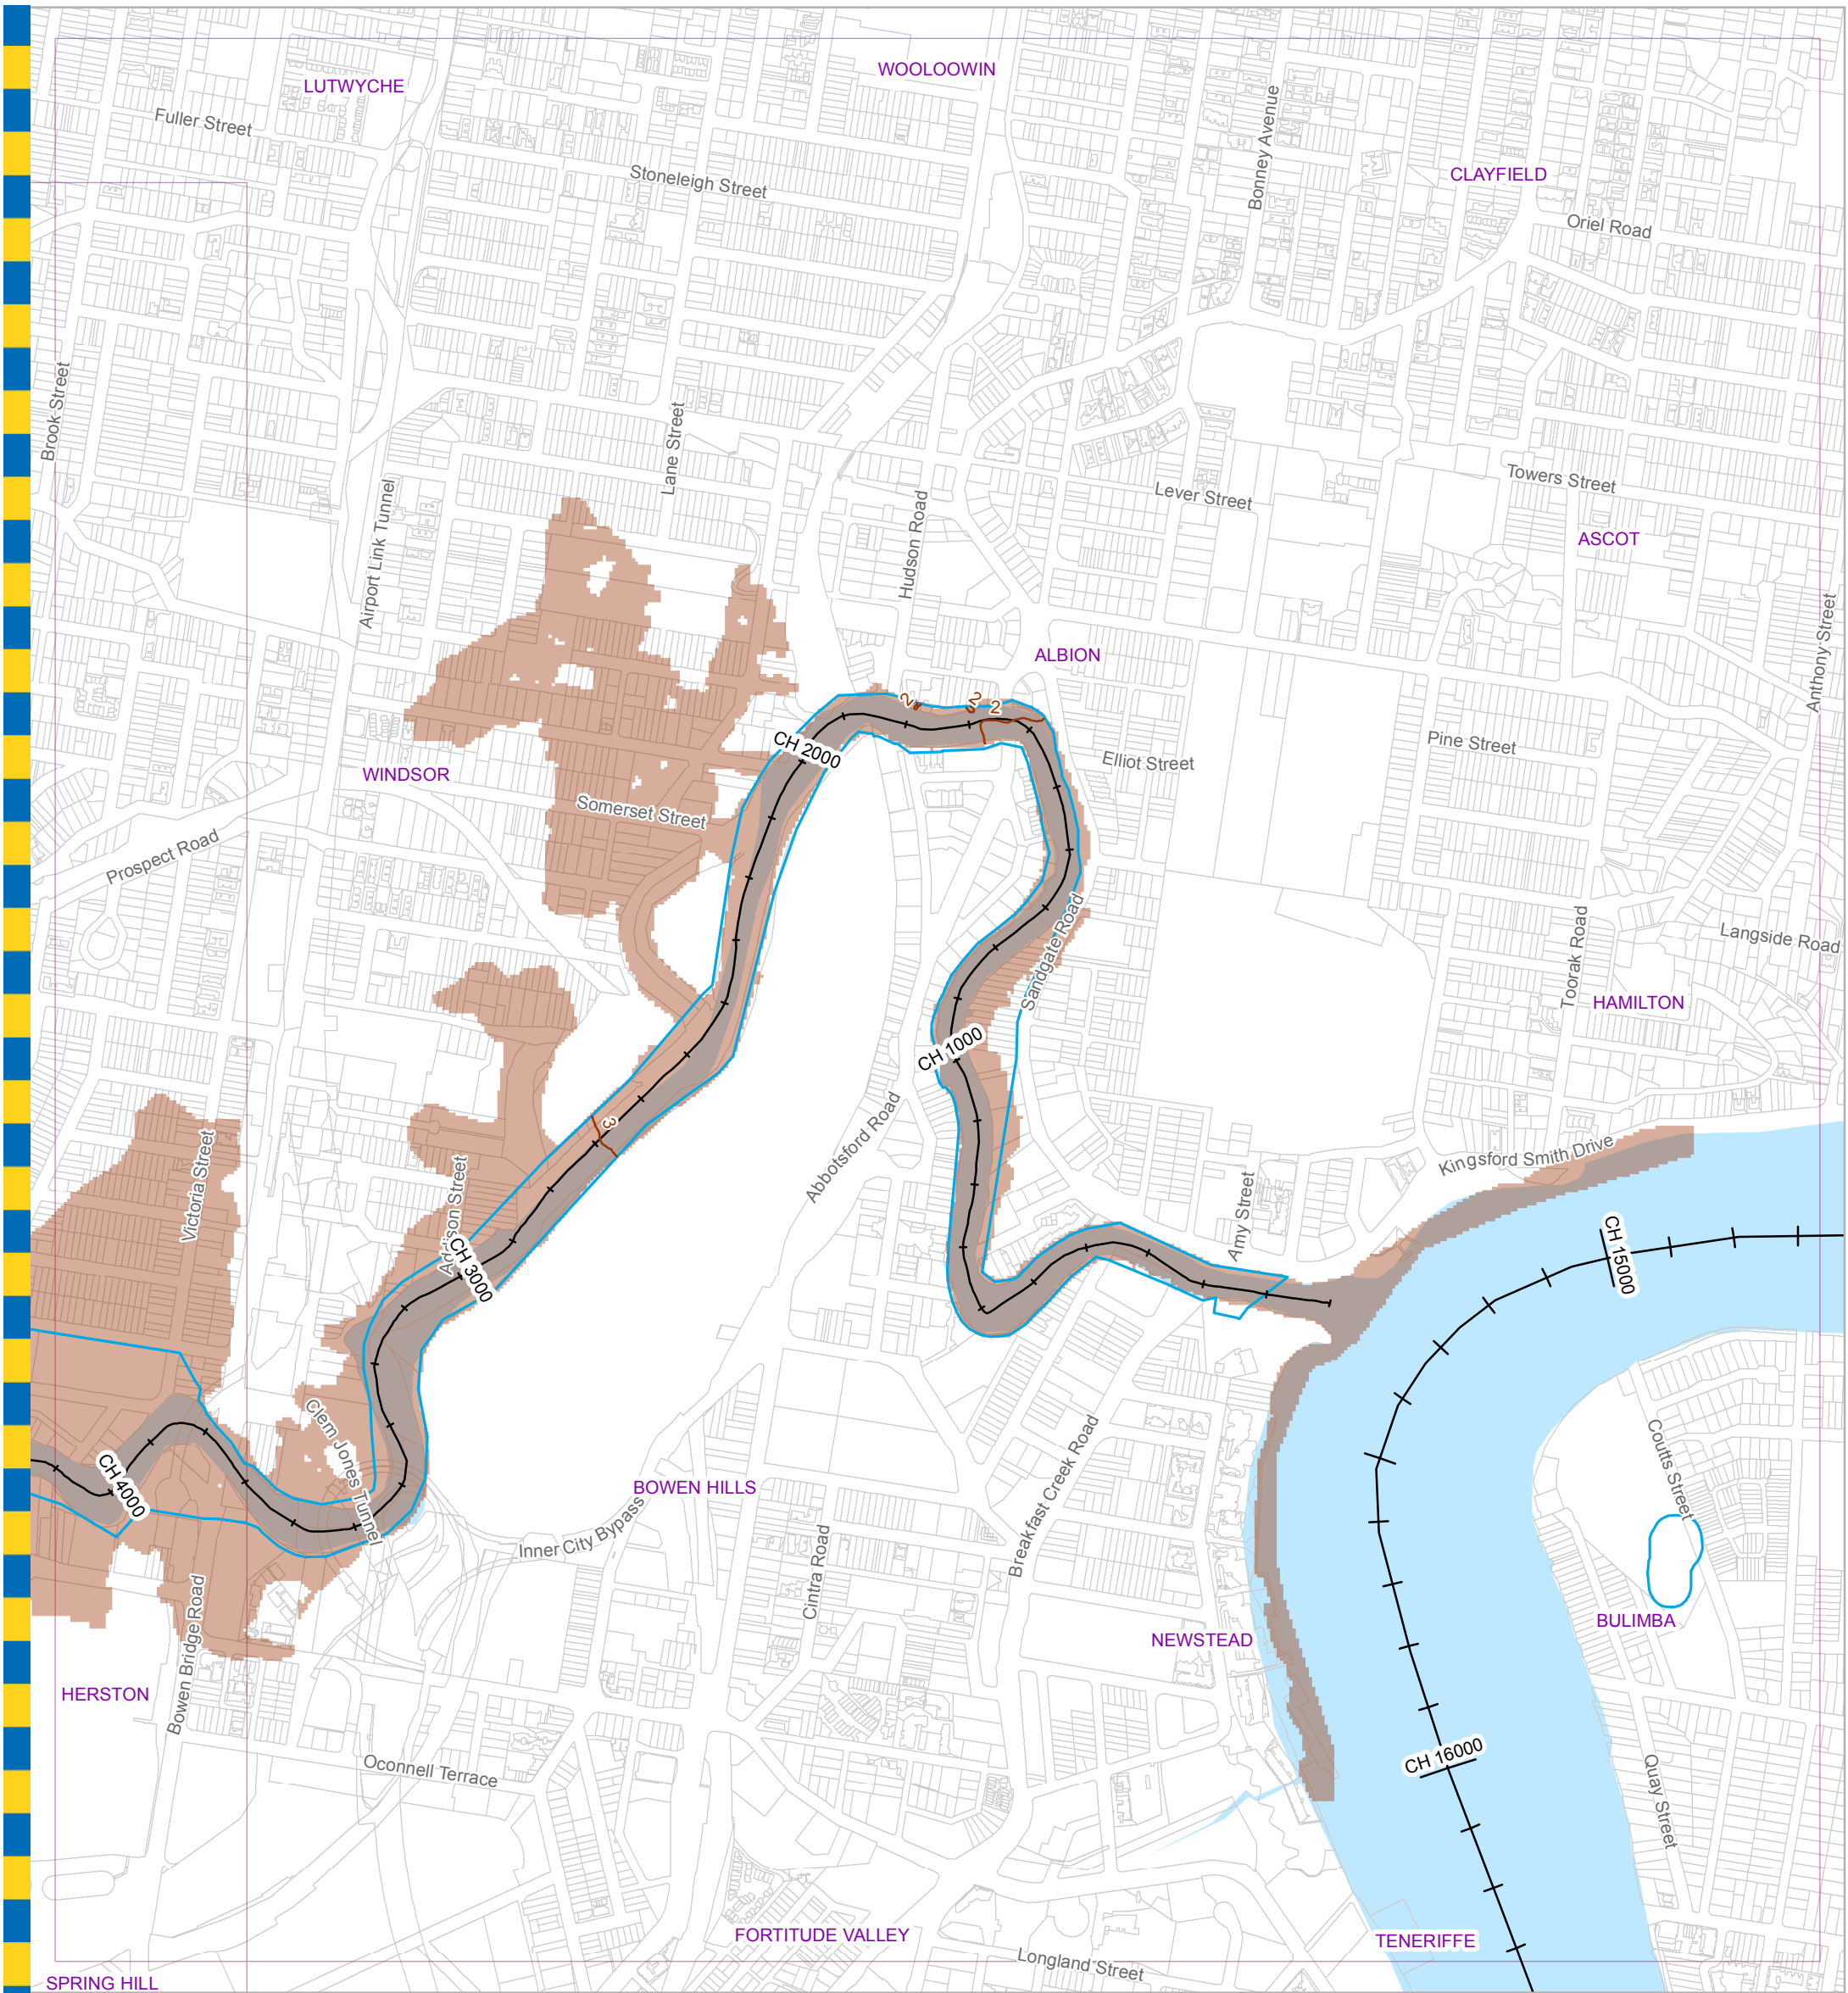 WOOLOOWIN
LUTWYCHE
Fuller Street
Bonney Avenue
Stoneleigh Street
CLAYFIELD
Oriel Road
Brook Street
Lane Street
Towers Street
Lever Street
Airport Link Tunnel
Hudson Road
ASCOT
Anthony Street
ALBION
2
2
2
2
CH 2000
Elliot Street
Pine Street
WINDSOR
Somerset Street
Prospect Road
Sandgate Road
Toorak Road
Langside Road
HAMILTON
CH 1000
3
Abbotsford Road
Victoria Street
Addison Street
Kingsford Smith Drive
Amy Street
CH 3000
CH 15000
Clem Jones Tunnel
CH 4000
BOWEN HILLS
Breakfast Creek Road
Coutts Street
Inner City Bypass
Cintra Road
Bowen Bridge Road
BULIMBA
NEWSTEAD
HERSTON
Oconnell Terrace
CH 16000
Quay Street
FORTITUDE VALLEY
TENERIFFE
Longland Street
SPRING HILL